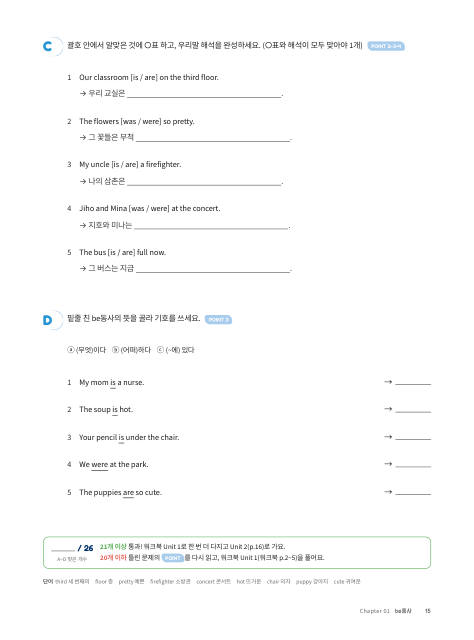 C 괄호 안에서 알맞은 것에 ○표 하고, 우리말 해석을 완성하세요. (○표와 해석이 모두 맞아야 1개) POINT 2-3-4
1 Our classroom [is / are] on the third floor.
→ 우리 교실은 ____________________.
2 The flowers [was / were] so pretty.
→ 그 꽃들은 무척 ____________________.
3 My uncle [is / are] a firefighter.
→ 나의 삼촌은 ____________________.
4 Jiho and Mina [was / were] at the concert.
→ 지호와 미나는 ____________________.
5 The bus [is / are] full now.
→ 그 버스는 지금 ____________________.
D 밑줄 친 be동사의 뜻을 골라 기호를 쓰세요. POINT 3
ⓐ (무엇)이다 ⓑ (어떠)하다 ⓒ (~에) 있다
1 My mom is a nurse. → ______
2 The soup is hot. → ______
3 Your pencil is under the chair. → ______
4 We were at the park. → ______
5 The puppies are so cute. → ______
______ / 26
A~D 맞은 개수
21개 이상 통과! 워크북 Unit 1로 한 번 더 다지고 Unit 2(p.16)로 가요.
20개 이하 틀린 문제의 POINT 를 다시 읽고, 워크북 Unit 1(워크북 p.2~5)을 풀어요.
단어 third 세 번째의 floor 층 pretty 예쁜 firefighter 소방관 concert 콘서트 hot 뜨거운 chair 의자 puppy 강아지 cute 귀여운
Chapter 01 be동사 15